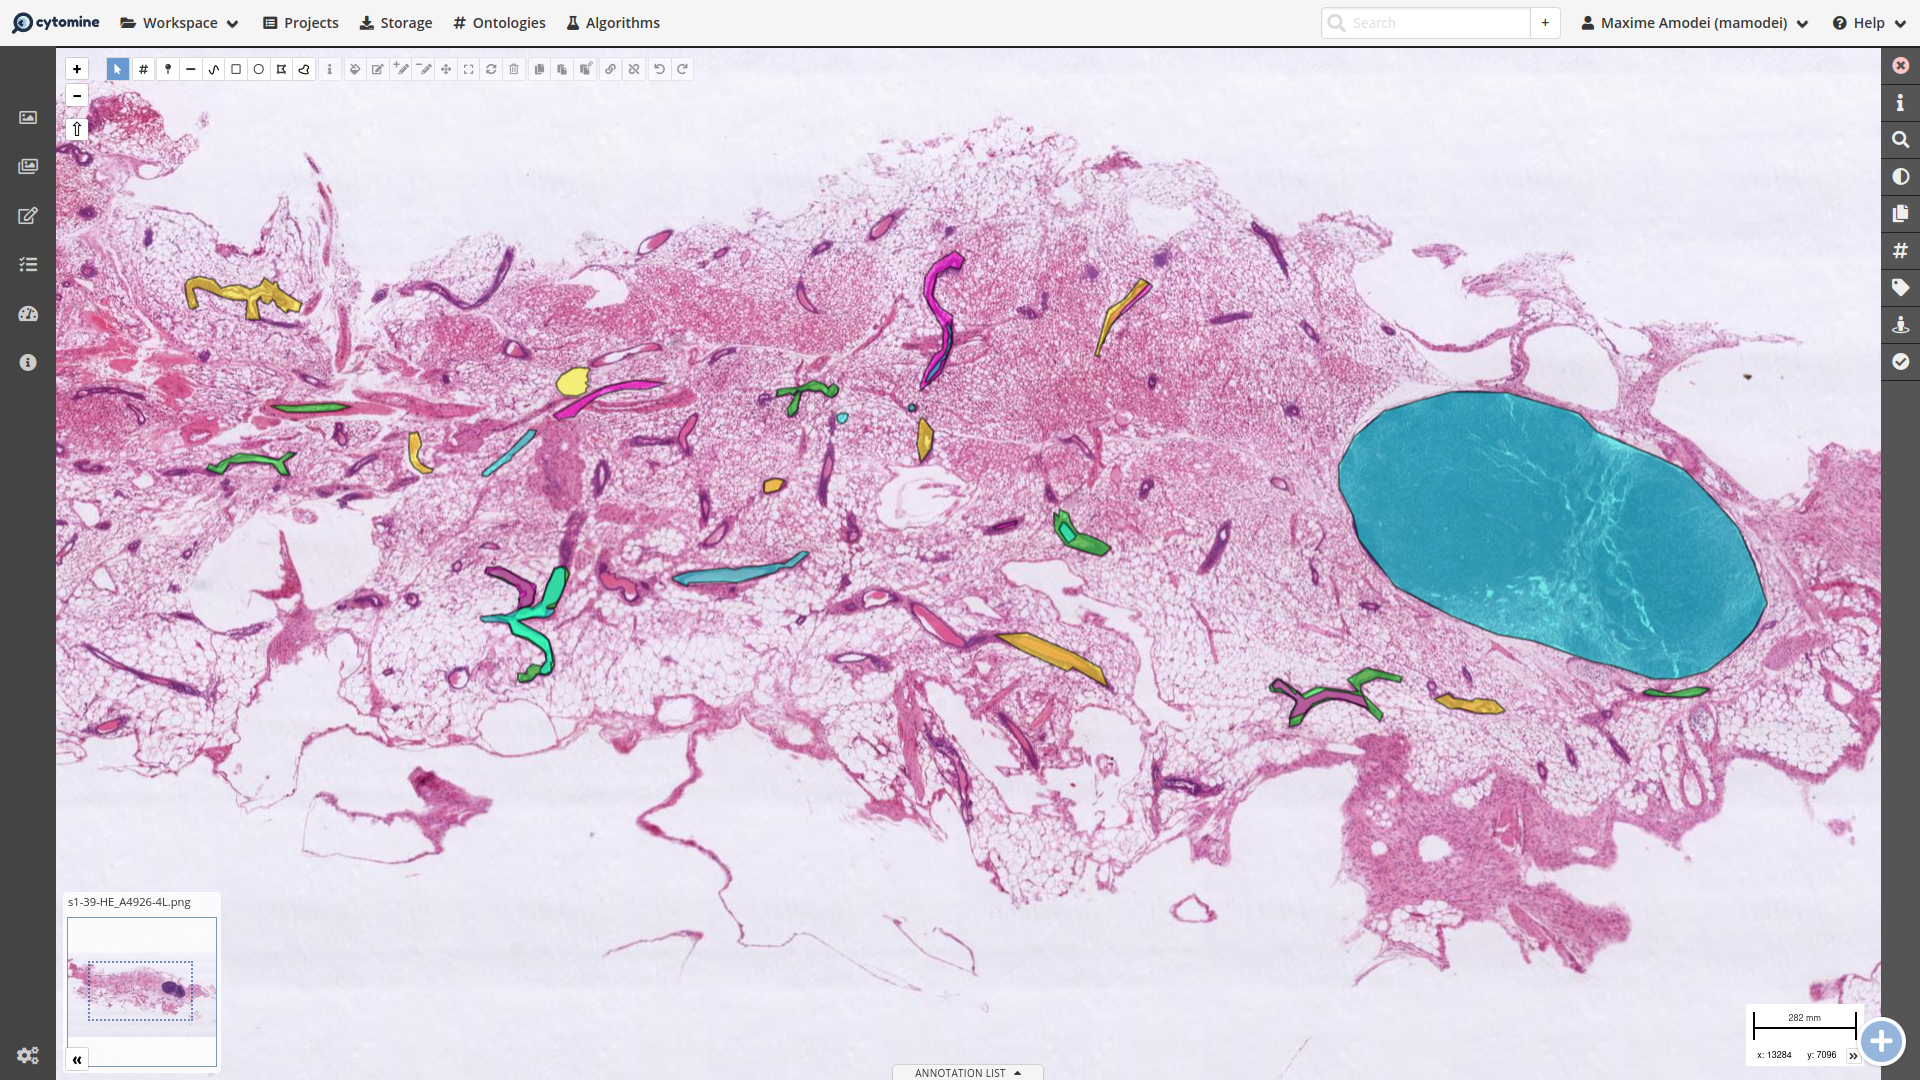 cytomine Workspace Projects Storage # Ontologies Algorithms Search + Maxime Amodei (mamodei) Help
s1-39-HE_A4926-4L.png
282 mm
x: 13284 y: 7096
ANNOTATION LIST